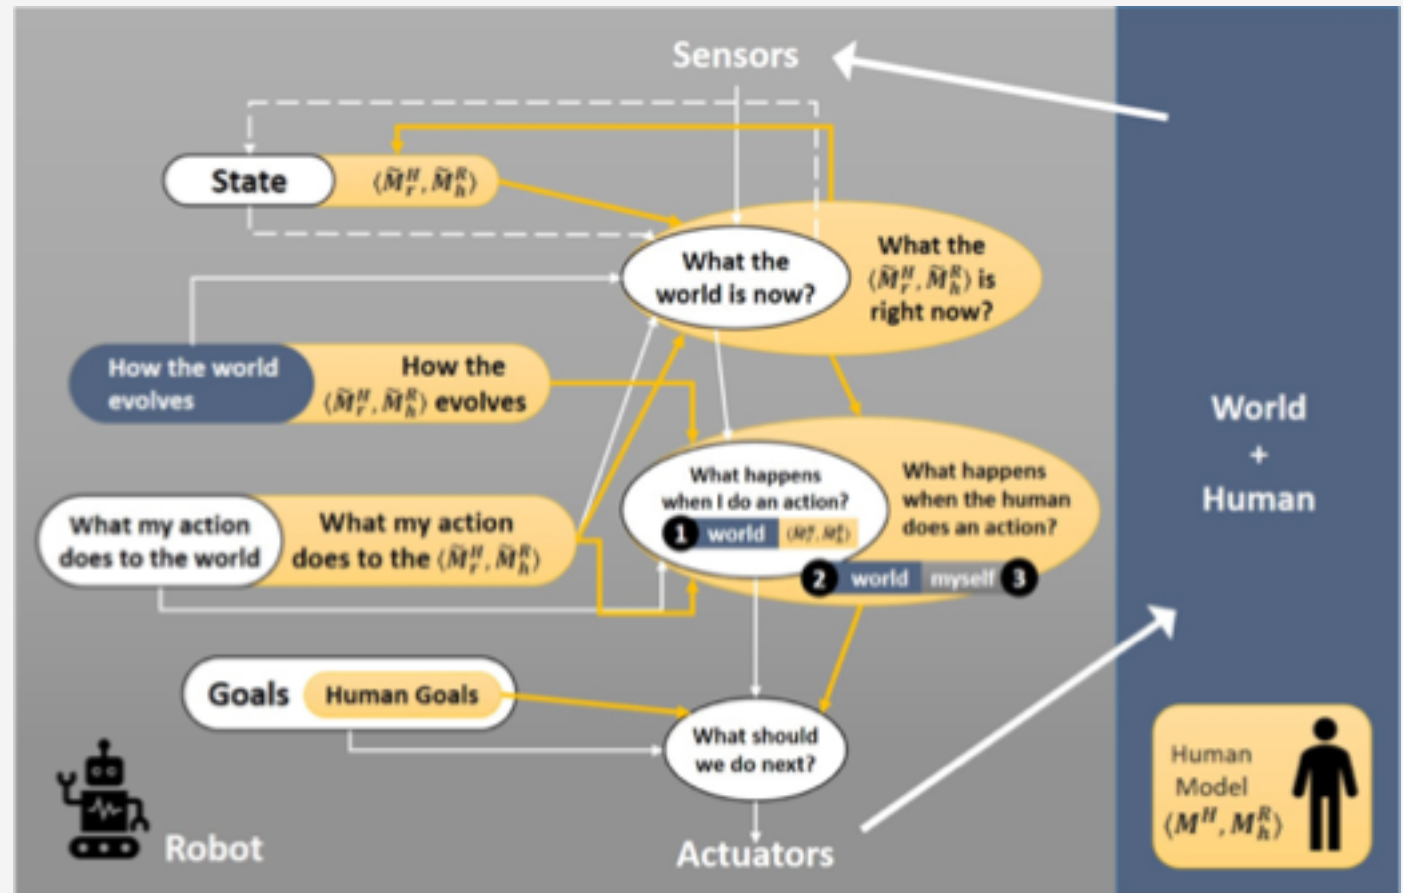 Sensors
State
⟨M̃ᵣᴴ, M̃ₕᴿ⟩
What the
world is now?
What the
⟨M̃ᵣᴴ, M̃ₕᴿ⟩ is
right now?
How the world
evolves
How the
⟨M̃ᵣᴴ, M̃ₕᴿ⟩ evolves
What happens
when I do an action?
1 world
What happens
when the human
does an action?
2 world myself 3
What my action
does to the world
What my action
does to the ⟨M̃ᵣᴴ, M̃ₕᴿ⟩
Goals
Human Goals
What should
we do next?
Actuators
Robot
World
+
Human
Human
Model
⟨Mᴴ, Mₕᴿ⟩